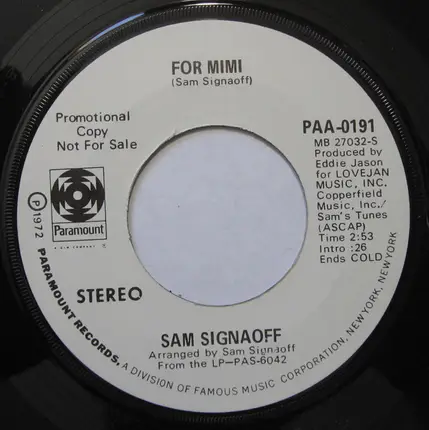 FOR MIMI
(Sam Signaoff)
Promotional
Copy
Not For Sale
PAA-0191
MB 27032-S
Produced by
Eddie Jason
for LOVEJAN
MUSIC, INC.
Copperfield
Music, Inc./
Sam's Tunes
(ASCAP)
Time 2:53
Intro :26
Ends COLD
Paramount
STEREO
SAM SIGNAOFF
Arranged by Sam Signaoff
From the LP—PAS-6042
Ⓟ1972 PARAMOUNT RECORDS, A DIVISION OF FAMOUS MUSIC CORPORATION, NEW YORK, NEW YORK